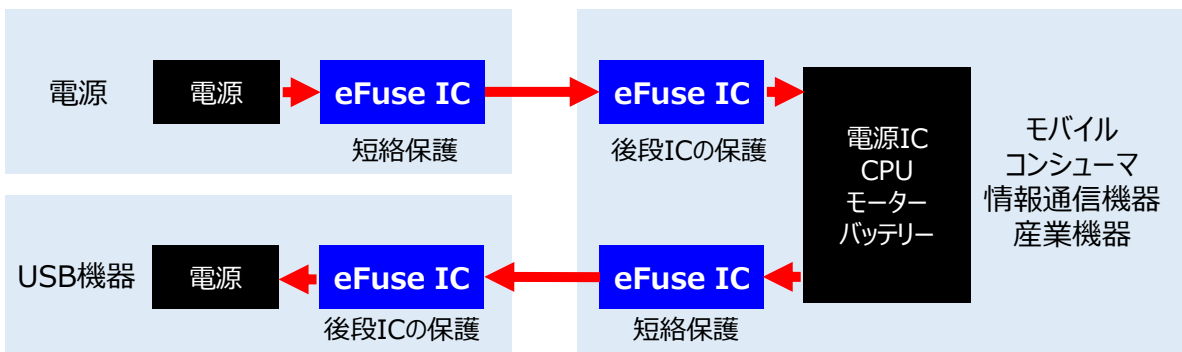 電源
電源
eFuse IC
短絡保護
eFuse IC
後段ICの保護
電源IC
CPU
モーター
バッテリー
モバイル
コンシューマ
情報通信機器
産業機器
USB機器
電源
eFuse IC
後段ICの保護
eFuse IC
短絡保護